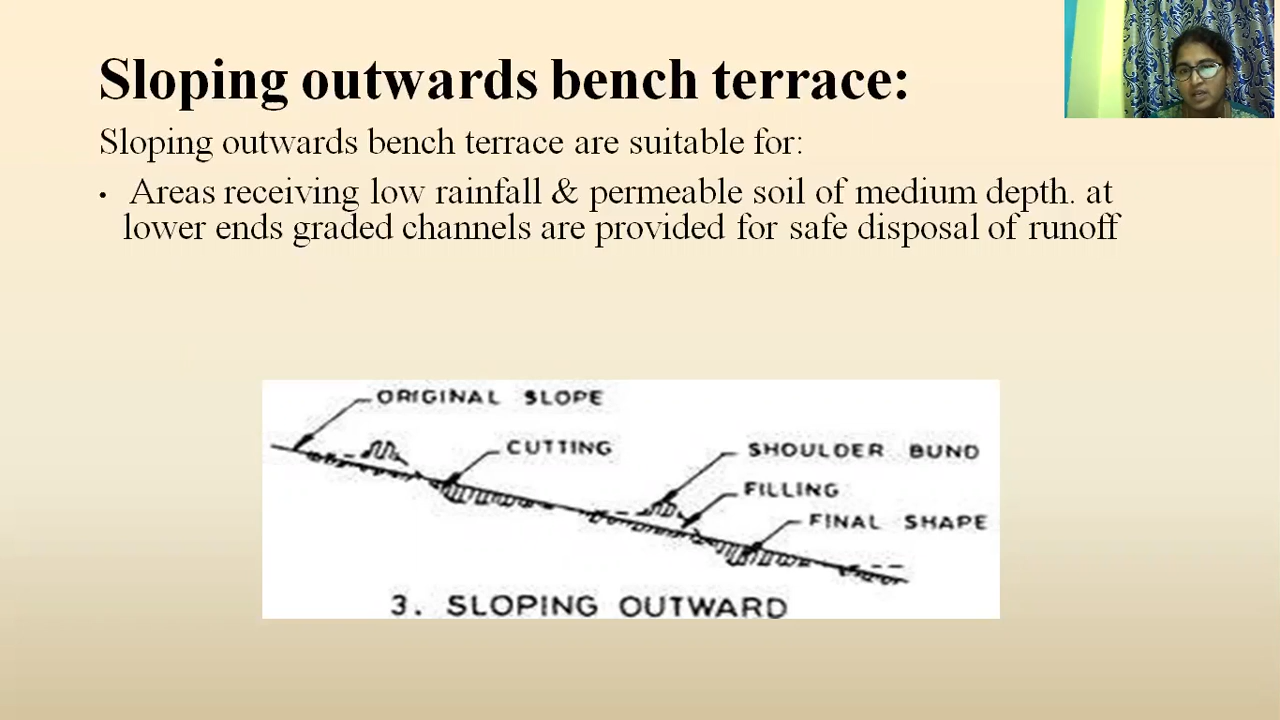 Sloping outwards bench terrace:
Sloping outwards bench terrace are suitable for:
• Areas receiving low rainfall & permeable soil of medium depth. at
lower ends graded channels are provided for safe disposal of runoff
ORIGINAL SLOPE
CUTTING
SHOULDER BUND
FILLING
FINAL SHAPE
3. SLOPING OUTWARD